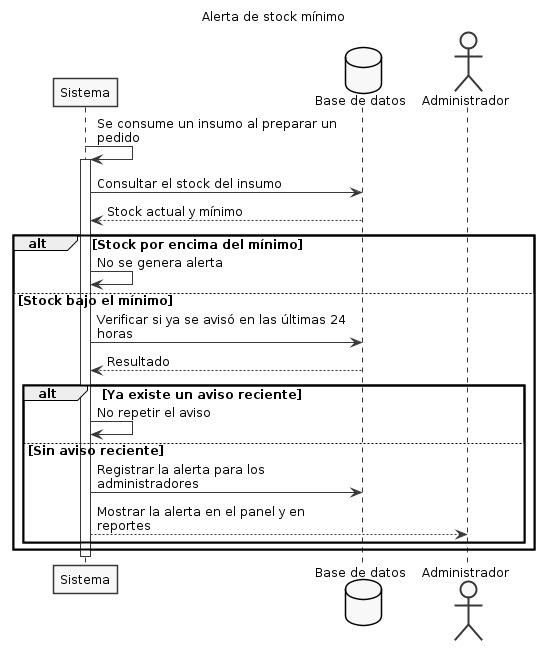 Alerta de stock mínimo
Sistema
Base de datos
Administrador
Se consume un insumo al preparar un
pedido
Consultar el stock del insumo
Stock actual y mínimo
alt
[Stock por encima del mínimo]
No se genera alerta
[Stock bajo el mínimo]
Verificar si ya se avisó en las últimas 24
horas
Resultado
alt
[Ya existe un aviso reciente]
No repetir el aviso
[Sin aviso reciente]
Registrar la alerta para los
administradores
Mostrar la alerta en el panel y en
reportes
Sistema
Base de datos
Administrador